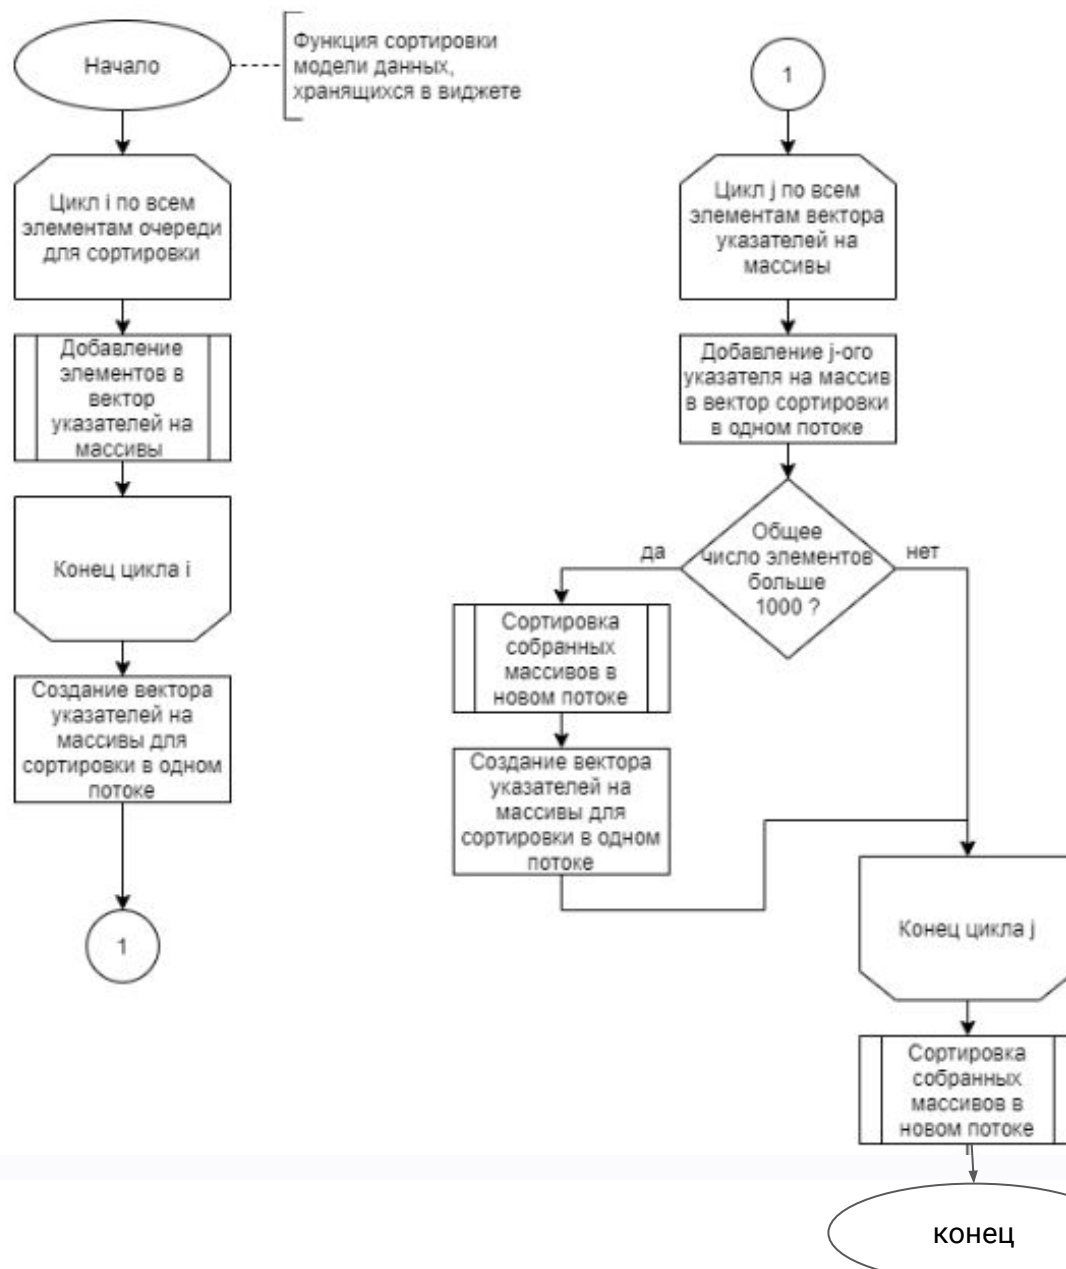 Начало
Функция сортировки
модели данных,
хранящихся в виджете
Цикл i по всем
элементам очереди
для сортировки
Добавление
элементов в
вектор
указателей на
массивы
Конец цикла i
Создание вектора
указателей на
массивы для
сортировки в одном
потоке
1
1
Цикл j по всем
элементам вектора
указателей на
массивы
Добавление j-ого
указателя на массив
в вектор сортировки
в одном потоке
Общее
число элементов
больше
1000 ?
да
нет
Сортировка
собранных
массивов в
новом потоке
Создание вектора
указателей на
массивы для
сортировки в одном
потоке
Конец цикла j
Сортировка
собранных
массивов в
новом потоке
конец